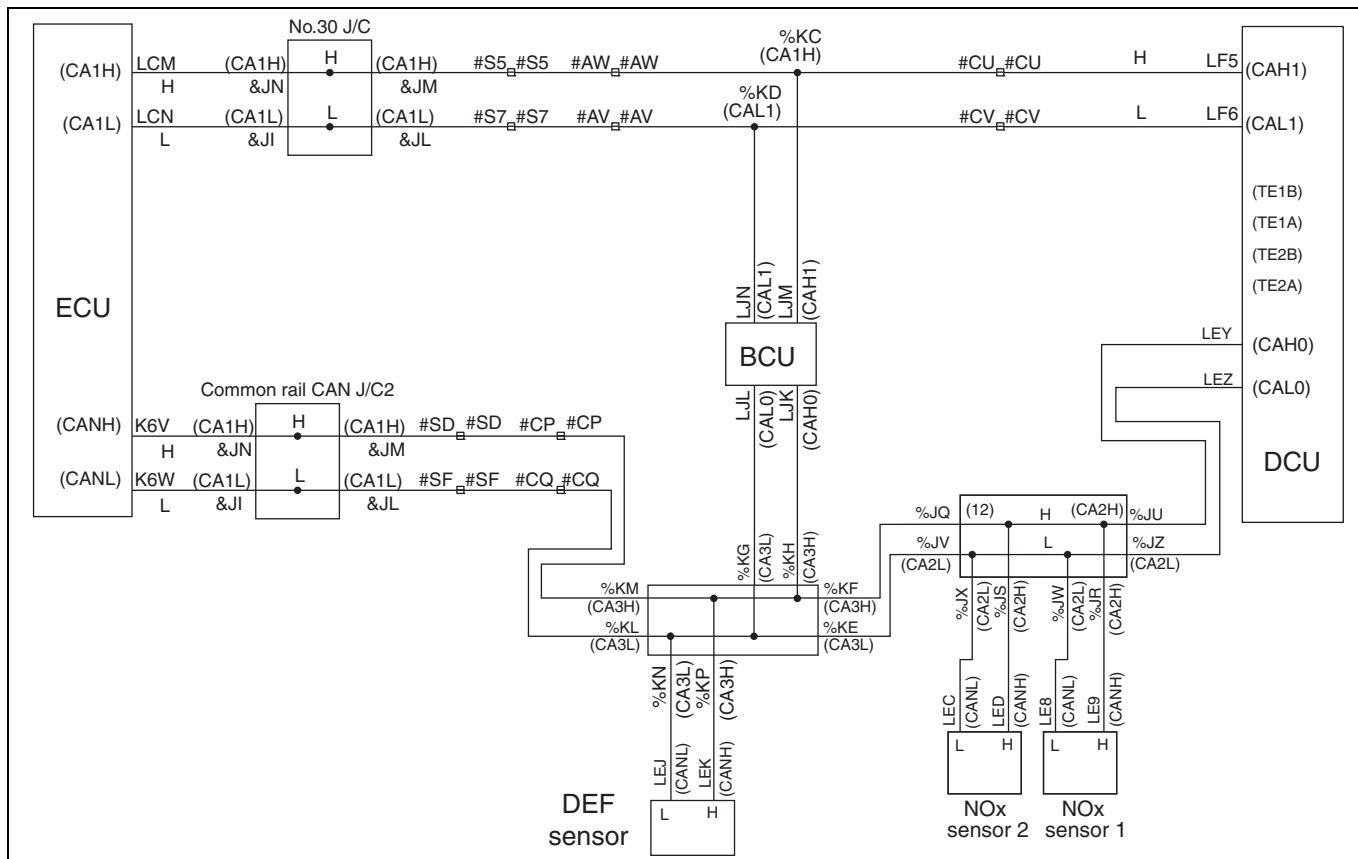 No.30 J/C
%KC
(CA1H)
(CA1H) LCM (CA1H) H (CA1H) #S5 #S5 #AW #AW #CU #CU H LF5 (CAH1)
H &JN &JM
%KD
(CAL1)
(CA1L) LCN (CA1L) L (CA1L) #S7 #S7 #AV #AV #CV #CV L LF6 (CAL1)
L &JI &JL
(TE1B)
(TE1A)
(TE2B)
(TE2A)
LJN
(CAL1)
LJM
(CAH1)
ECU
BCU
LEY (CAH0)
LEZ (CAL0)
LJL
(CAL0)
LJK
(CAH0)
Common rail CAN J/C2
(CANH) K6V (CA1H) H (CA1H) #SD #SD #CP #CP
H &JN &JM
DCU
(CANL) K6W (CA1L) L (CA1L) #SF #SF #CQ #CQ
L &JI &JL
%JQ (12) H (CA2H) %JU
%JV L %JZ
(CA2L) (CA2L)
%KG
(CA3L)
%KH
(CA3H)
%KM %KF
(CA3H) (CA3H)
%KL %KE
(CA3L) (CA3L)
%JX
(CA2L)
%JS
(CA2H)
%JW
(CA2L)
%JR
(CA2H)
%KN
(CA3L)
%KP
(CA3H)
LEC
(CANL)
LED
(CANH)
LE8
(CANL)
LE9
(CANH)
L H L H
LEJ
(CANL)
LEK
(CANH)
L H
DEF
sensor
NOx
sensor 2
NOx
sensor 1